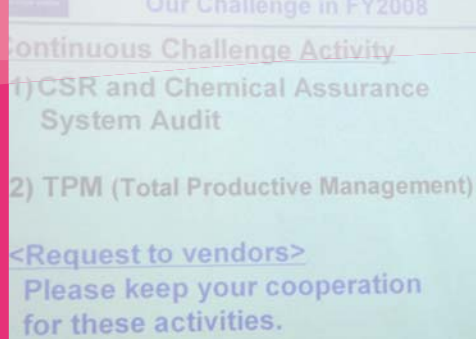 Our Challenge in FY2008
Continuous Challenge Activity
1) CSR and Chemical Assurance
System Audit
2) TPM (Total Productive Management)
<Request to vendors>
Please keep your cooperation
for these activities.